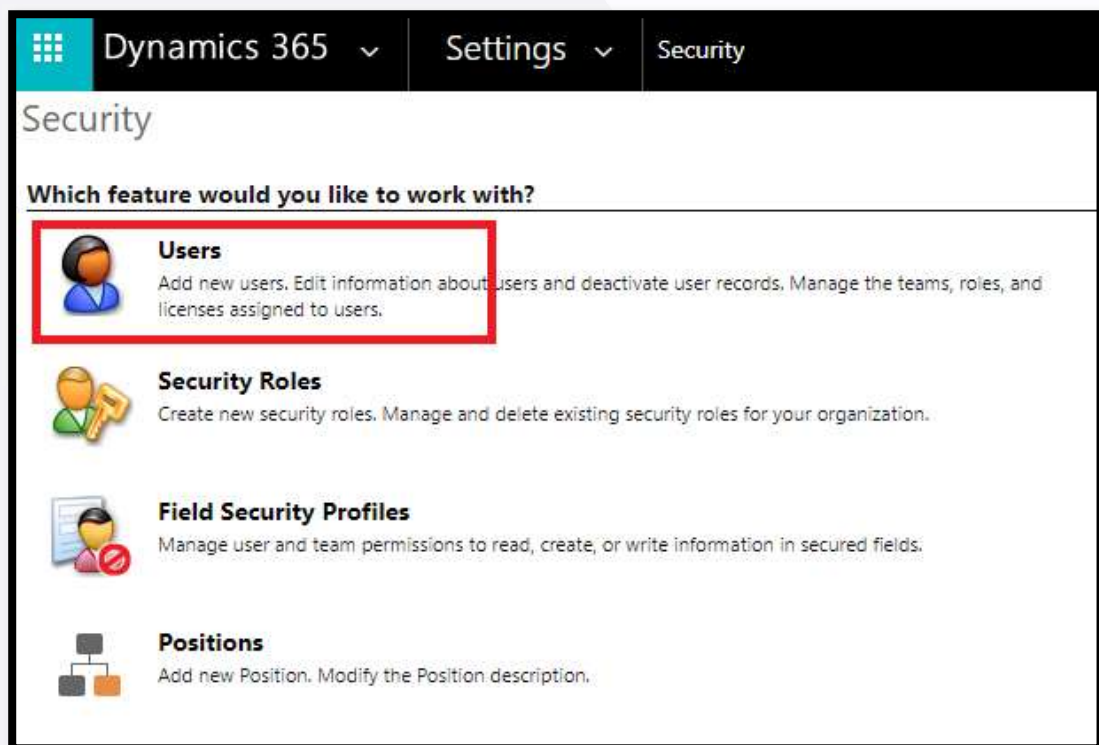 Dynamics 365 Settings Security
Security
Which feature would you like to work with?
Users
Add new users. Edit information about users and deactivate user records. Manage the teams, roles, and
licenses assigned to users.
Security Roles
Create new security roles. Manage and delete existing security roles for your organization.
Field Security Profiles
Manage user and team permissions to read, create, or write information in secured fields.
Positions
Add new Position. Modify the Position description.